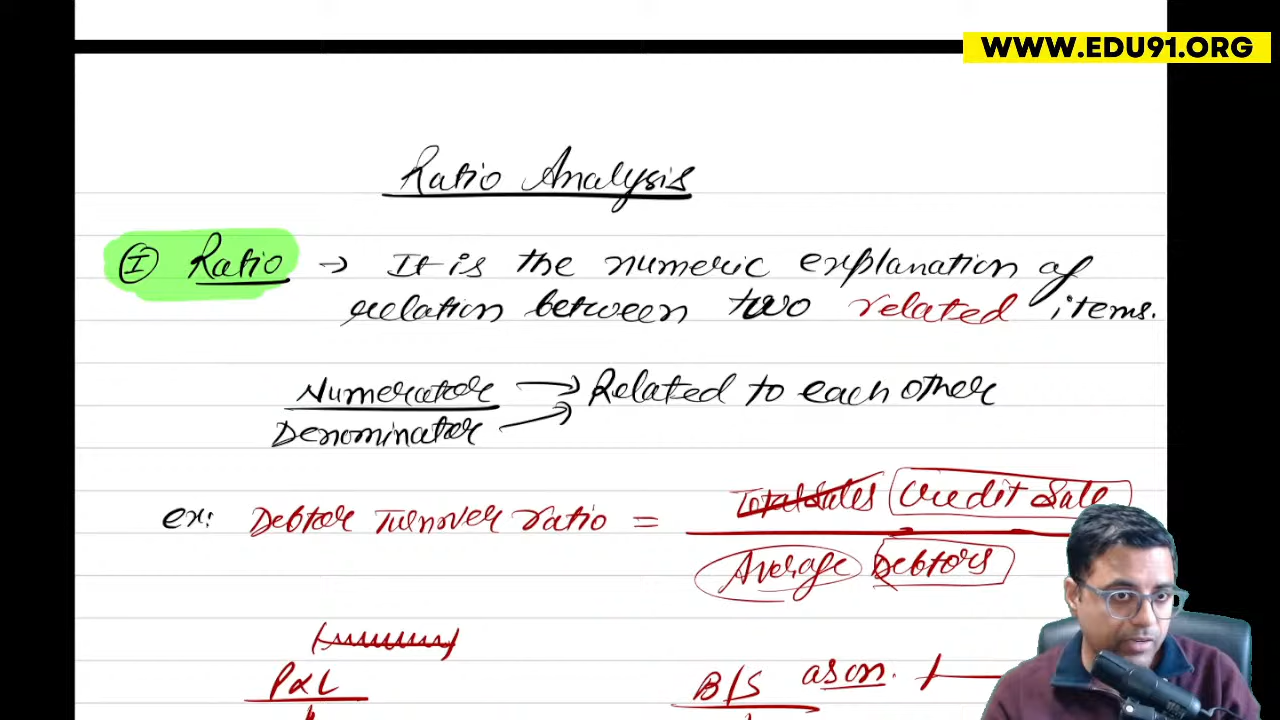 WWW.EDU91.ORG
Ratio Analysis
① Ratio → It is the numeric explanation of
relation between two related items.
Numerator → Related to each other
Denominator
ex: Debtor Turnover ratio = Total Sales Credit Sale
Average Debtors
P&L B/S as on.